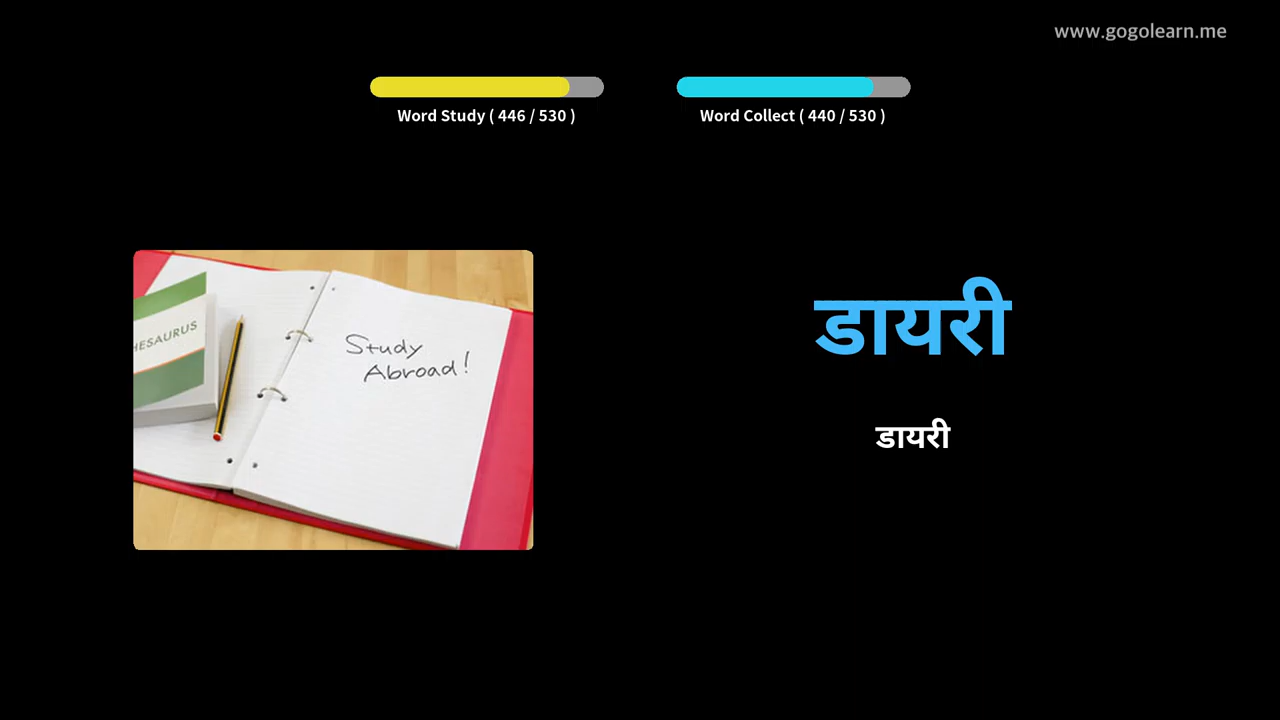 www.gogolearn.me
Word Study ( 446 / 530 )
Word Collect ( 440 / 530 )
HESAURUS
Study
Abroad!
डायरी
डायरी